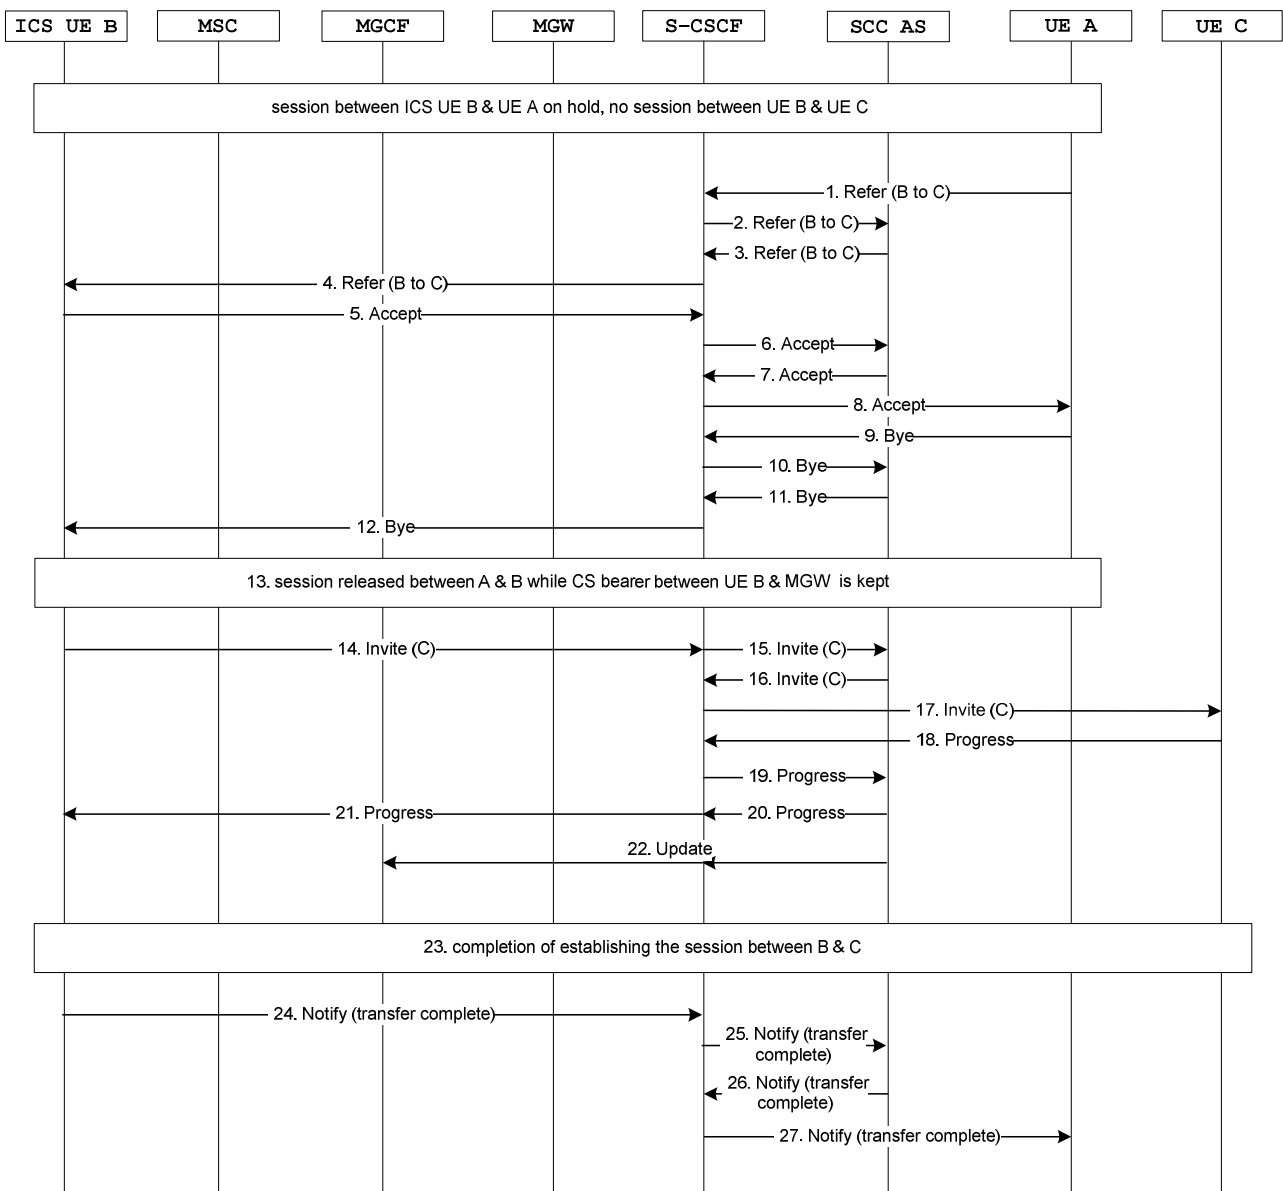 ICS UE B
MSC
MGCF
MGW
S-CSCF
SCC AS
UE A
UE C
session between ICS UE B & UE A on hold, no session between UE B & UE C
1. Refer (B to C)
2. Refer (B to C)
3. Refer (B to C)
4. Refer (B to C)
5. Accept
6. Accept
7. Accept
8. Accept
9. Bye
10. Bye
11. Bye
12. Bye
13. session released between A & B while CS bearer between UE B & MGW is kept
14. Invite (C)
15. Invite (C)
16. Invite (C)
17. Invite (C)
18. Progress
19. Progress
21. Progress
20. Progress
22. Update
23. completion of establishing the session between B & C
24. Notify (transfer complete)
25. Notify (transfer
complete)
26. Notify (transfer
complete)
27. Notify (transfer complete)